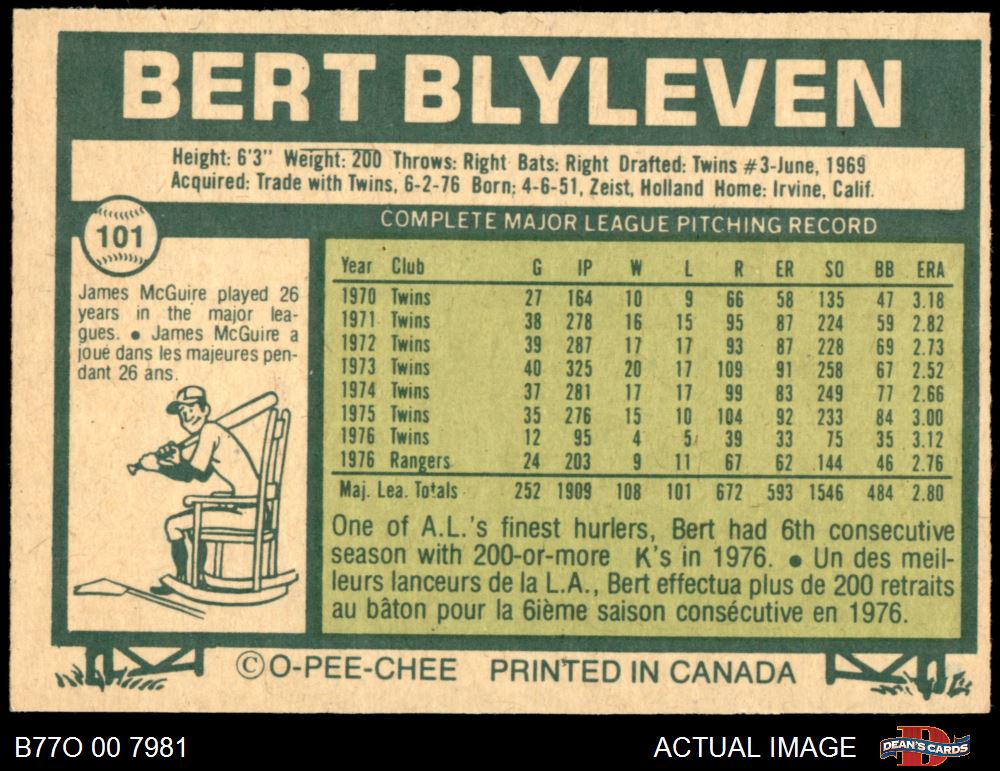 BERT BLYLEVEN
Height: 6'3" Weight: 200 Throws: Right Bats: Right Drafted: Twins #3-June, 1969
Acquired: Trade with Twins, 6-2-76 Born; 4-6-51, Zeist, Holland Home: Irvine, Calif.
101
James McGuire played 26
years in the major lea-
gues. ● James McGuire a
joué dans les majeures pen-
dant 26 ans.
COMPLETE MAJOR LEAGUE PITCHING RECORD
Year Club G IP W L R ER SO BB ERA
1970 Twins 27 164 10 9 66 58 135 47 3.18
1971 Twins 38 278 16 15 95 87 224 59 2.82
1972 Twins 39 287 17 17 93 87 228 69 2.73
1973 Twins 40 325 20 17 109 91 258 67 2.52
1974 Twins 37 281 17 17 99 83 249 77 2.66
1975 Twins 35 276 15 10 104 92 233 84 3.00
1976 Twins 12 95 4 5 39 33 75 35 3.12
1976 Rangers 24 203 9 11 67 62 144 46 2.76
Maj. Lea. Totals 252 1909 108 101 672 593 1546 484 2.80
One of A.L.'s finest hurlers, Bert had 6th consecutive
season with 200-or-more K's in 1976. ● Un des meil-
leurs lanceurs de la L.A., Bert effectua plus de 200 retraits
au bâton pour la 6ième saison consécutive en 1976.
© O-PEE-CHEE PRINTED IN CANADA
B77O 00 7981
ACTUAL IMAGE
DEAN'S CARDS